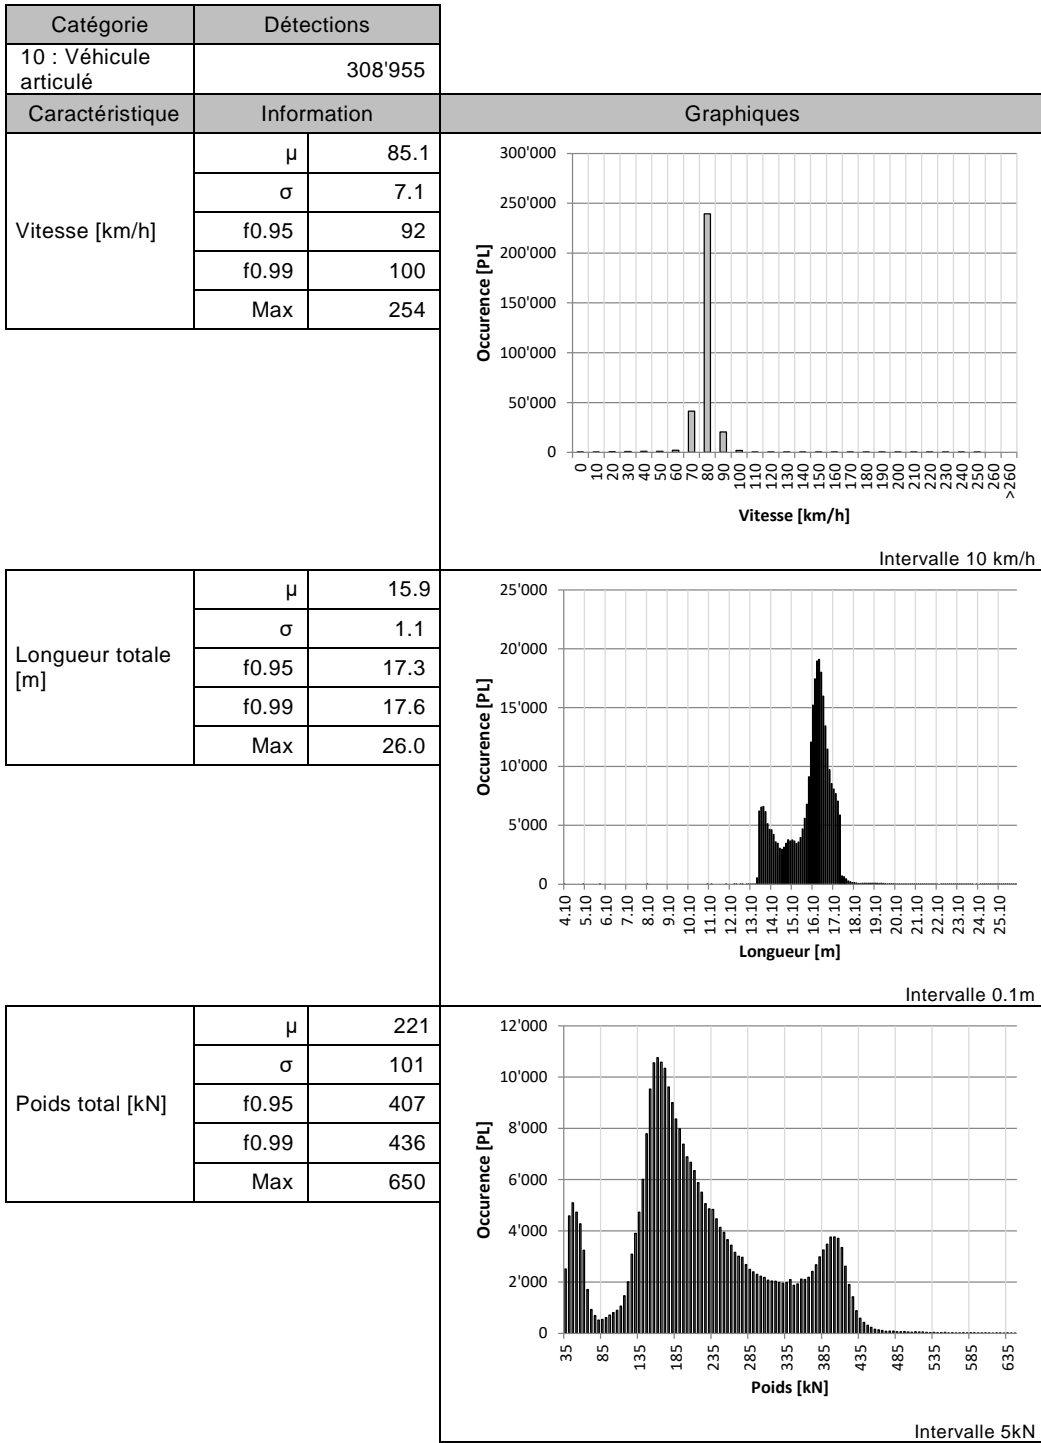 Catégorie Détections
10 : Véhicule
articulé
308'955
Caractéristique Information Graphiques
Vitesse [km/h]
µ 85.1
σ 7.1
f0.95 92
f0.99 100
Max 254
300'000
250'000
200'000
150'000
100'000
50'000
0
Occurence [PL]
0 10 20 30 40 50 60 70 80 90 100 110 120 130 140 150 160 170 180 190 200 210 220 230 240 250 260 >260
Vitesse [km/h]
Intervalle 10 km/h
Longueur totale
[m]
µ 15.9
σ 1.1
f0.95 17.3
f0.99 17.6
Max 26.0
25'000
20'000
15'000
10'000
5'000
0
Occurence [PL]
4.10 5.10 6.10 7.10 8.10 9.10 10.10 11.10 12.10 13.10 14.10 15.10 16.10 17.10 18.10 19.10 20.10 21.10 22.10 23.10 24.10 25.10
Longueur [m]
Intervalle 0.1m
Poids total [kN]
µ 221
σ 101
f0.95 407
f0.99 436
Max 650
12'000
10'000
8'000
6'000
4'000
2'000
0
Occurence [PL]
35 85 135 185 235 285 335 385 435 485 535 585 635
Poids [kN]
Intervalle 5kN